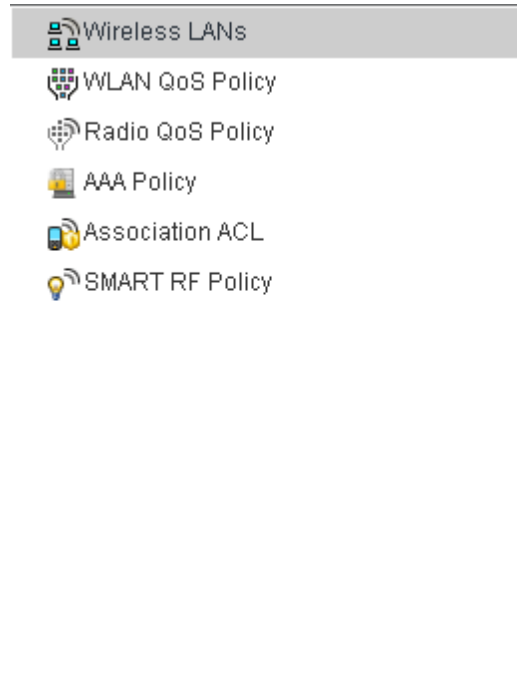 Wireless LANs
WLAN QoS Policy
Radio QoS Policy
AAA Policy
Association ACL
SMART RF Policy